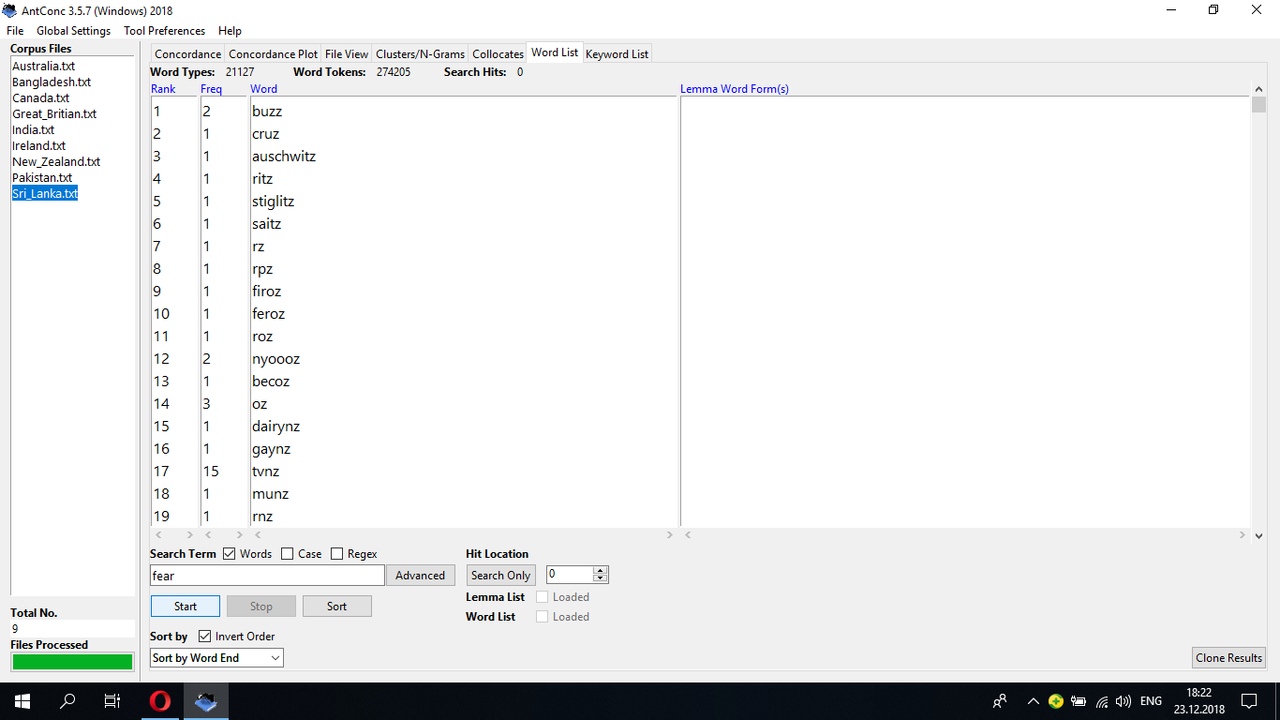 AntConc 3.5.7 (Windows) 2018
File Global Settings Tool Preferences Help
Corpus Files
Australia.txt
Bangladesh.txt
Canada.txt
Great_Britian.txt
India.txt
Ireland.txt
New_Zealand.txt
Pakistan.txt
Sri_Lanka.txt
Total No.
9
Files Processed
Concordance Concordance Plot File View Clusters/N-Grams Collocates Word List Keyword List
Word Types: 21127 Word Tokens: 274205 Search Hits: 0
Rank Freq Word Lemma Word Form(s)
1 2 buzz
2 1 cruz
3 1 auschwitz
4 1 ritz
5 1 stiglitz
6 1 saitz
7 1 rz
8 1 rpz
9 1 firoz
10 1 feroz
11 1 roz
12 2 nyoooz
13 1 becoz
14 3 oz
15 1 dairynz
16 1 gaynz
17 15 tvnz
18 1 munz
19 1 rnz
Search Term Words Case Regex Hit Location
fear Advanced Search Only 0
Start Stop Sort Lemma List Loaded
Word List Loaded
Sort by Invert Order
Sort by Word End Clone Results
ENG 18:22
23.12.2018